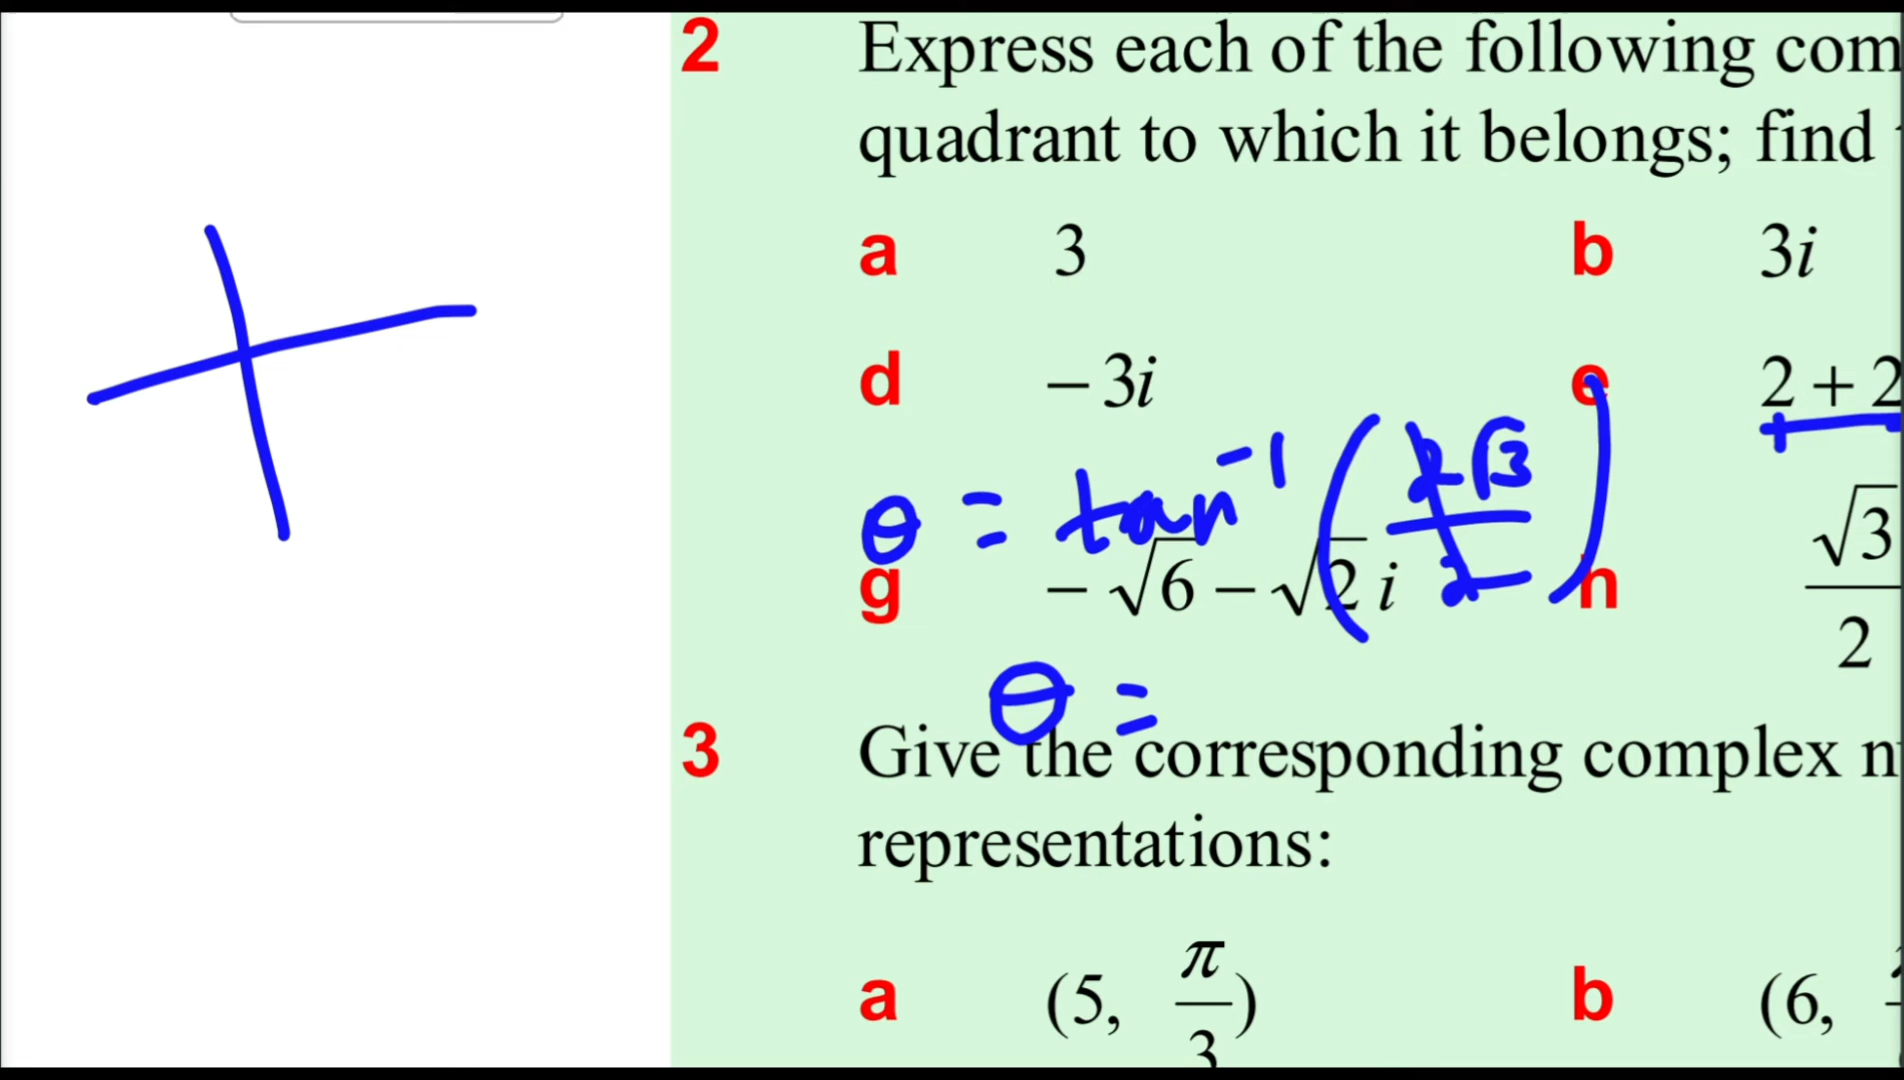 2 Express each of the following com
quadrant to which it belongs; find
a 3 b 3i
d − 3i e 2 + 2
θ = tan⁻¹ (2√3/2)
g − √6 − √2 i h √3/2
θ =
3 Give the corresponding complex n
representations:
a (5, π/3) b (6,